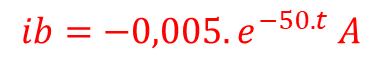 ib = −0,005. e^{−50.t} A